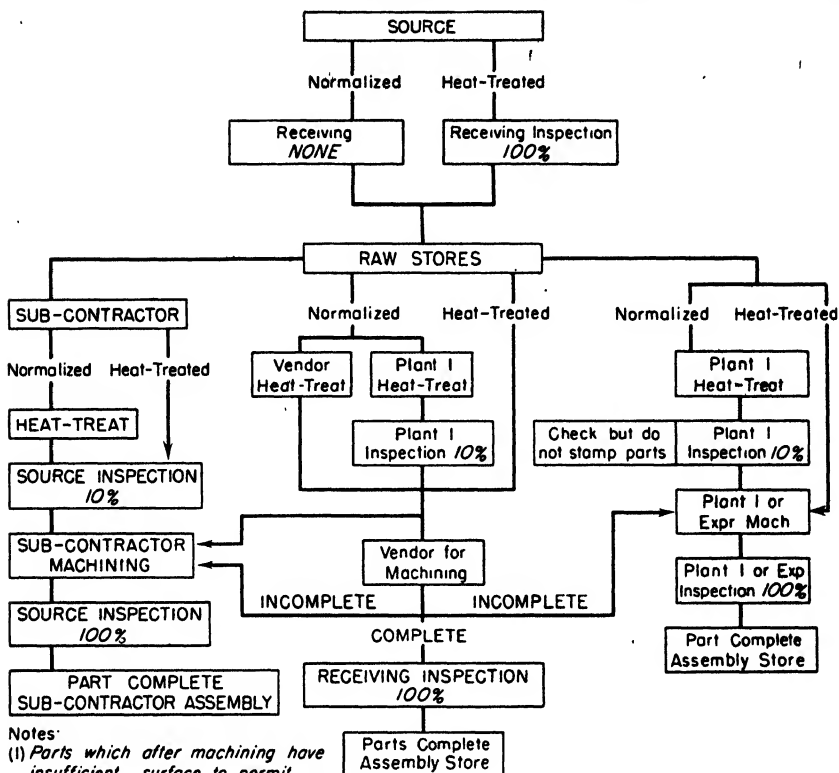 SOURCE
Normalized
Heat-Treated
Receiving
NONE
Receiving Inspection
100%
RAW STORES
SUB-CONTRACTOR
Normalized
Heat-Treated
HEAT-TREAT
SOURCE INSPECTION
10%
SUB-CONTRACTOR
MACHINING
SOURCE INSPECTION
100%
PART COMPLETE
SUB-CONTRACTOR ASSEMBLY
Normalized
Heat-Treated
Vendor
Heat-Treat
Plant I
Heat-Treat
Plant I
Inspection 10%
Vendor for
Machining
INCOMPLETE
INCOMPLETE
COMPLETE
RECEIVING INSPECTION
100%
Parts Complete
Assembly Store
Normalized
Heat-Treated
Plant I
Heat-Treat
Check but do
not stamp parts
Plant I
Inspection 10%
Plant I or
Expr Mach
Plant I or Exp
Inspection 100%
Part Complete
Assembly Store
Notes:
(1) Parts which after machining have
insufficient surface to permit